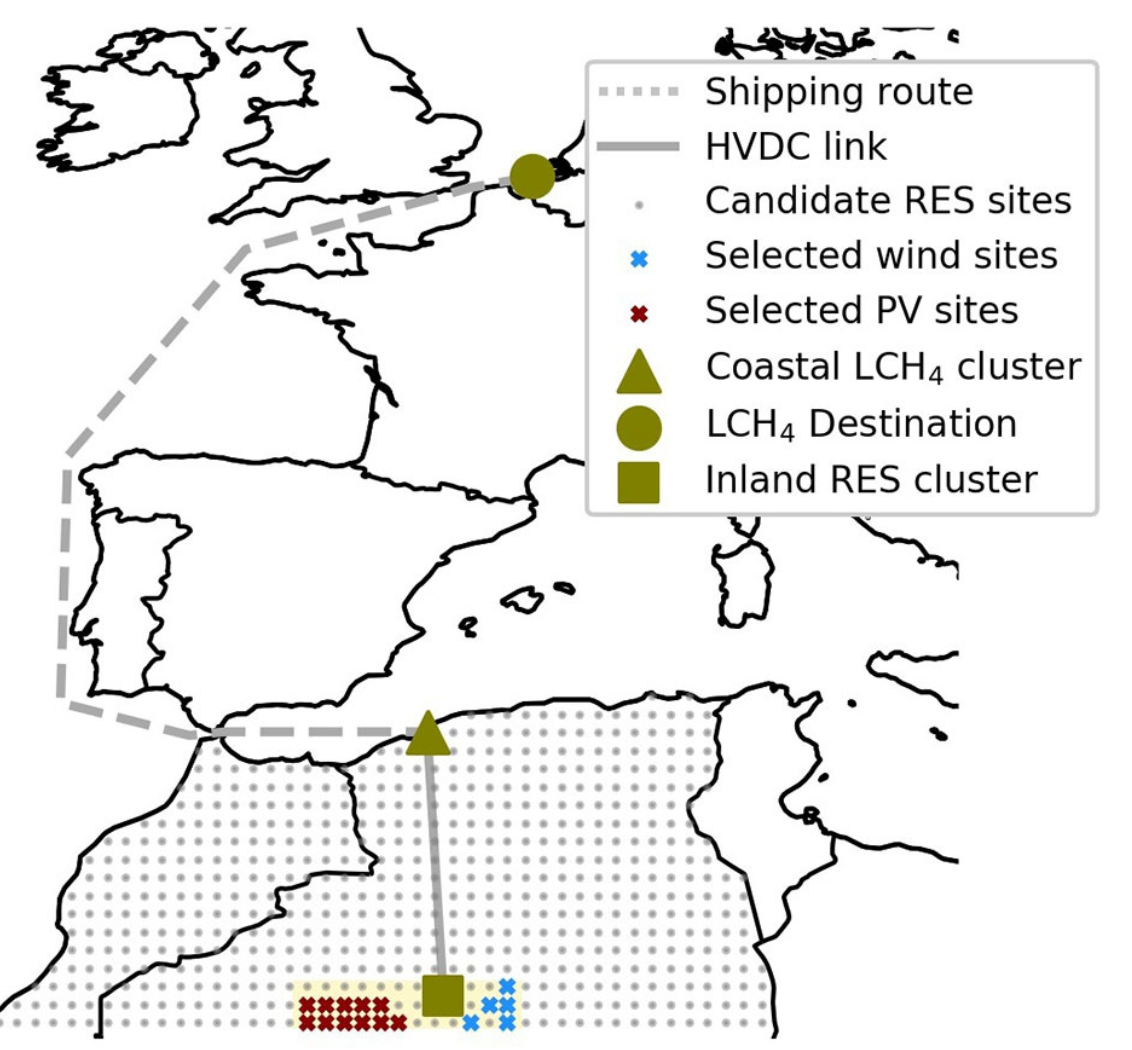 Shipping route
HVDC link
Candidate RES sites
Selected wind sites
Selected PV sites
Coastal LCH₄ cluster
LCH₄ Destination
Inland RES cluster